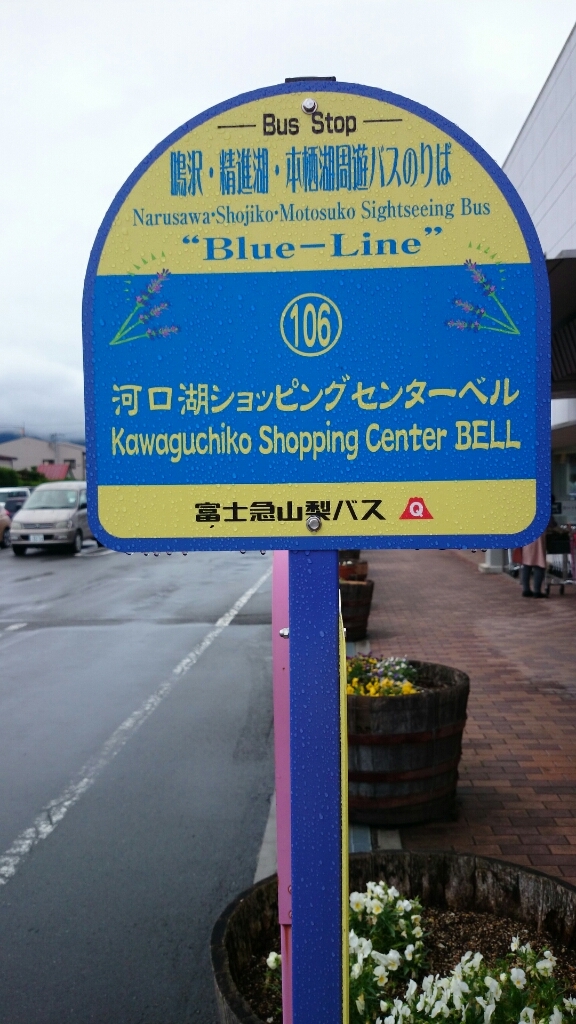 Bus Stop
鳴沢・精進湖・本栖湖周遊バスのりば
Narusawa·Shojiko·Motosuko Sightseeing Bus
“Blue−Line”
106
河口湖ショッピングセンターベル
Kawaguchiko Shopping Center BELL
富士急山梨バス Q